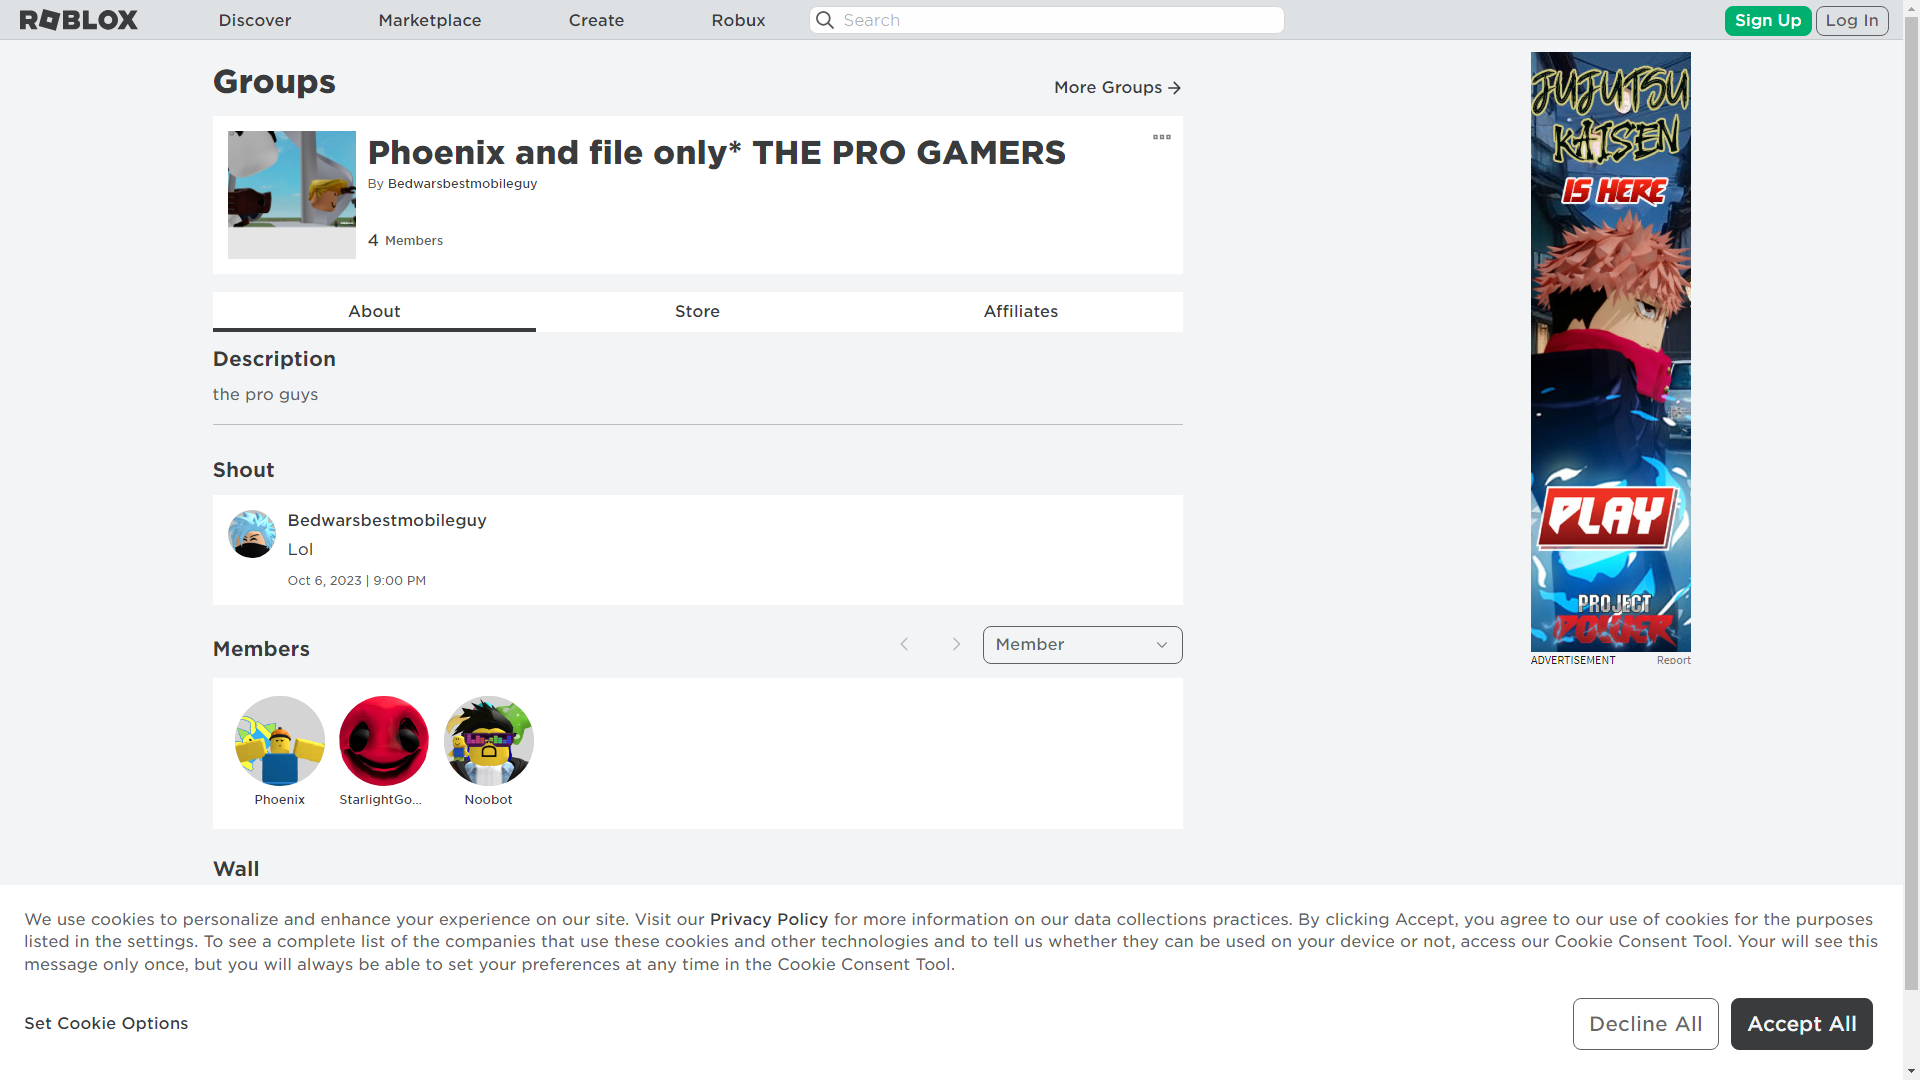 ROBLOX
Discover
Marketplace
Create
Robux
Search
Sign Up
Log In
Groups
More Groups
Phoenix and file only* THE PRO GAMERS
By Bedwarsbestmobileguy
4 Members
About
Store
Affiliates
Description
the pro guys
Shout
Bedwarsbestmobileguy
Lol
Oct 6, 2023 | 9:00 PM
Members
Member
Phoenix
StarlightGo...
Noobot
Wall
JUJUTSU
KAISEN
IS HERE
PLAY
PROJECT
POWER
ADVERTISEMENT
Report
We use cookies to personalize and enhance your experience on our site. Visit our Privacy Policy for more information on our data collections practices. By clicking Accept, you agree to our use of cookies for the purposes
listed in the settings. To see a complete list of the companies that use these cookies and other technologies and to tell us whether they can be used on your device or not, access our Cookie Consent Tool. Your will see this
message only once, but you will always be able to set your preferences at any time in the Cookie Consent Tool.
Set Cookie Options
Decline All
Accept All